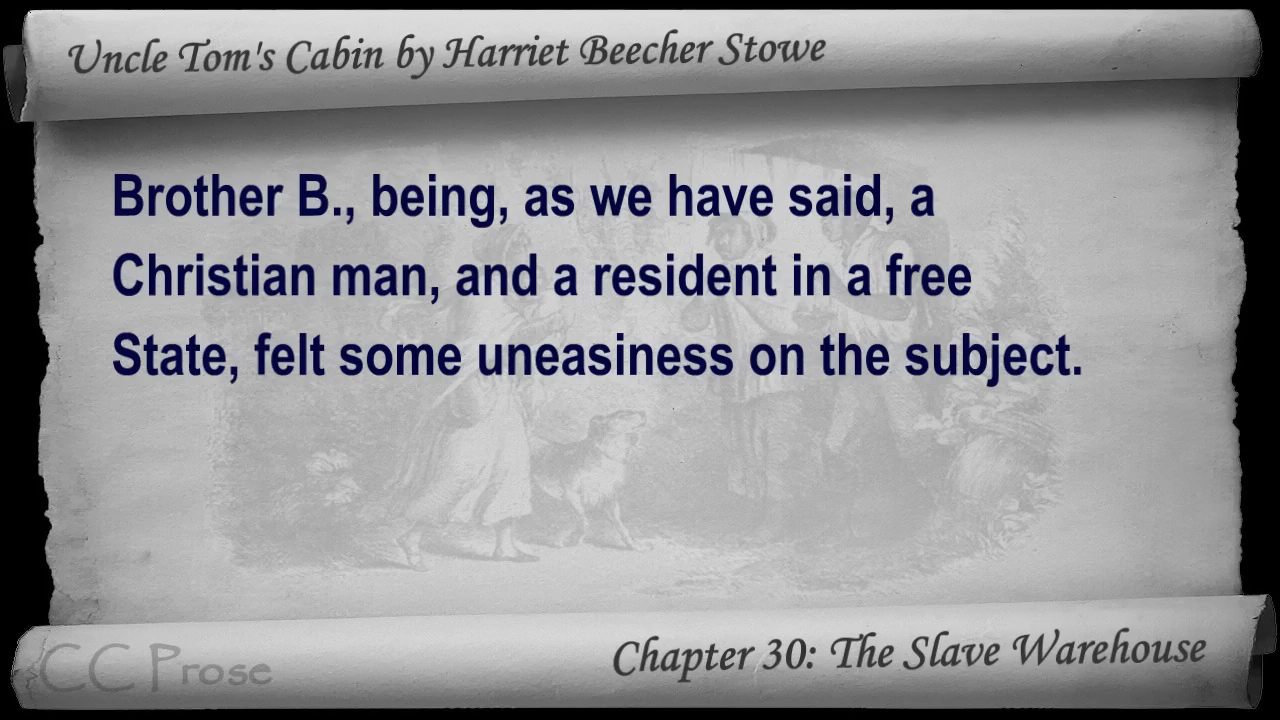 Uncle Tom's Cabin by Harriet Beecher Stowe
Brother B., being, as we have said, a
Christian man, and a resident in a free
State, felt some uneasiness on the subject.
CC Prose
Chapter 30: The Slave Warehouse